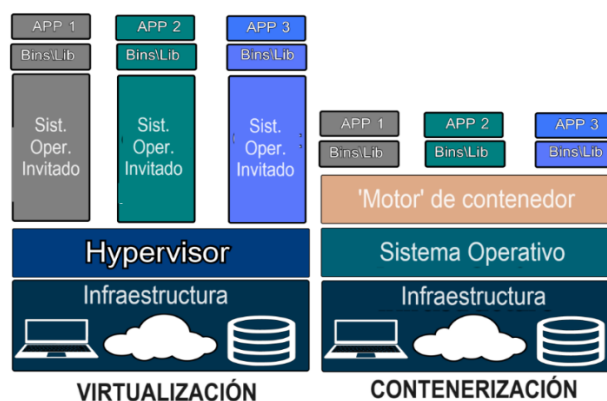 APP 1
APP 2
APP 3
Bins\Lib
Bins\Lib
Bins\Lib
Sist.
Oper.
Invitado
Sist.
Oper.
Invitado
Sist.
Oper.
Invitado
Hypervisor
Infraestructura
VIRTUALIZACIÓN
APP 1
APP 2
APP 3
Bins\Lib
Bins\Lib
Bins\Lib
'Motor' de contenedor
Sistema Operativo
Infraestructura
CONTENERIZACIÓN